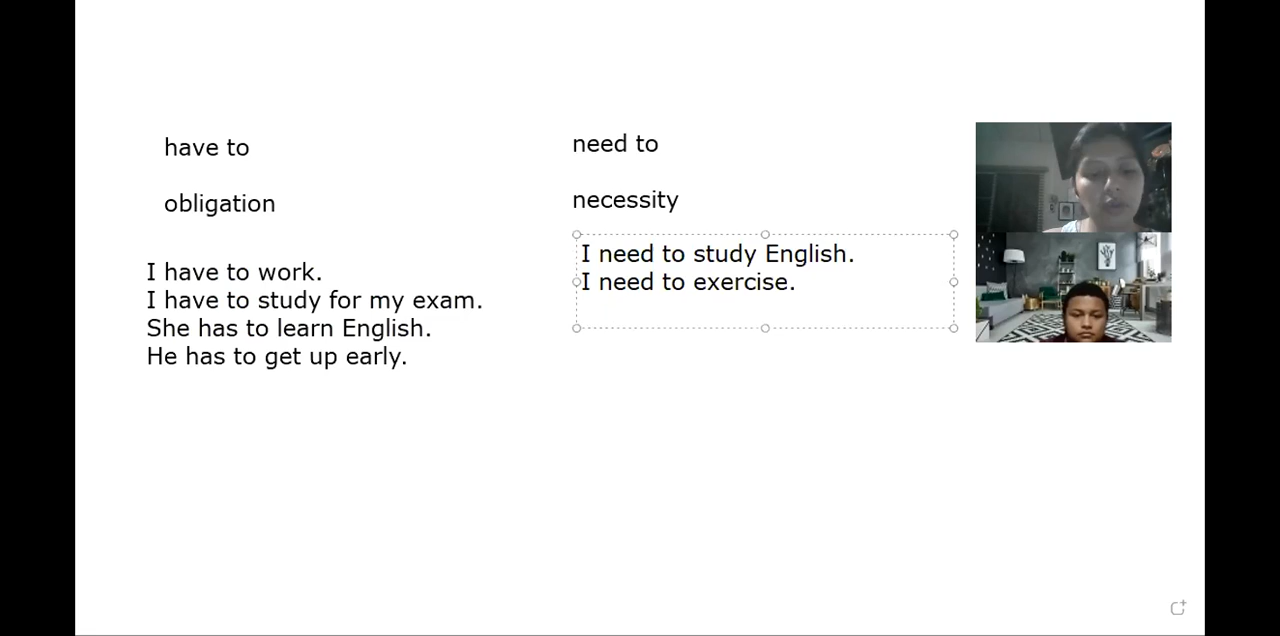 have to
obligation
I have to work.
I have to study for my exam.
She has to learn English.
He has to get up early.
need to
necessity
I need to study English.
I need to exercise.